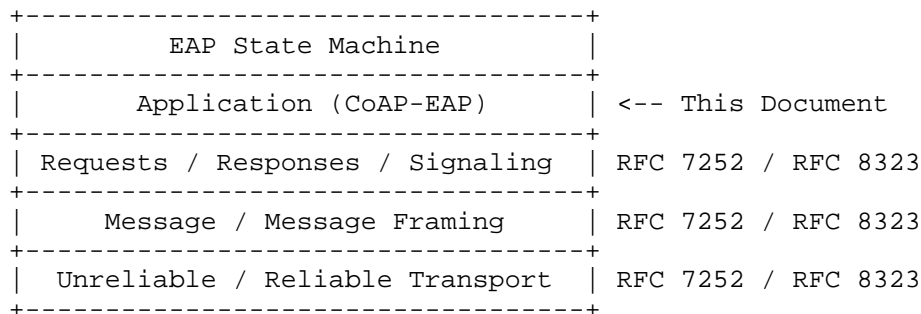 +-----------------------------------+
|        EAP State Machine          |
+-----------------------------------+
|      Application (CoAP-EAP)       | <-- This Document
+-----------------------------------+
| Requests / Responses / Signaling  | RFC 7252 / RFC 8323
+-----------------------------------+
|    Message / Message Framing      | RFC 7252 / RFC 8323
+-----------------------------------+
|  Unreliable / Reliable Transport  | RFC 7252 / RFC 8323
+-----------------------------------+